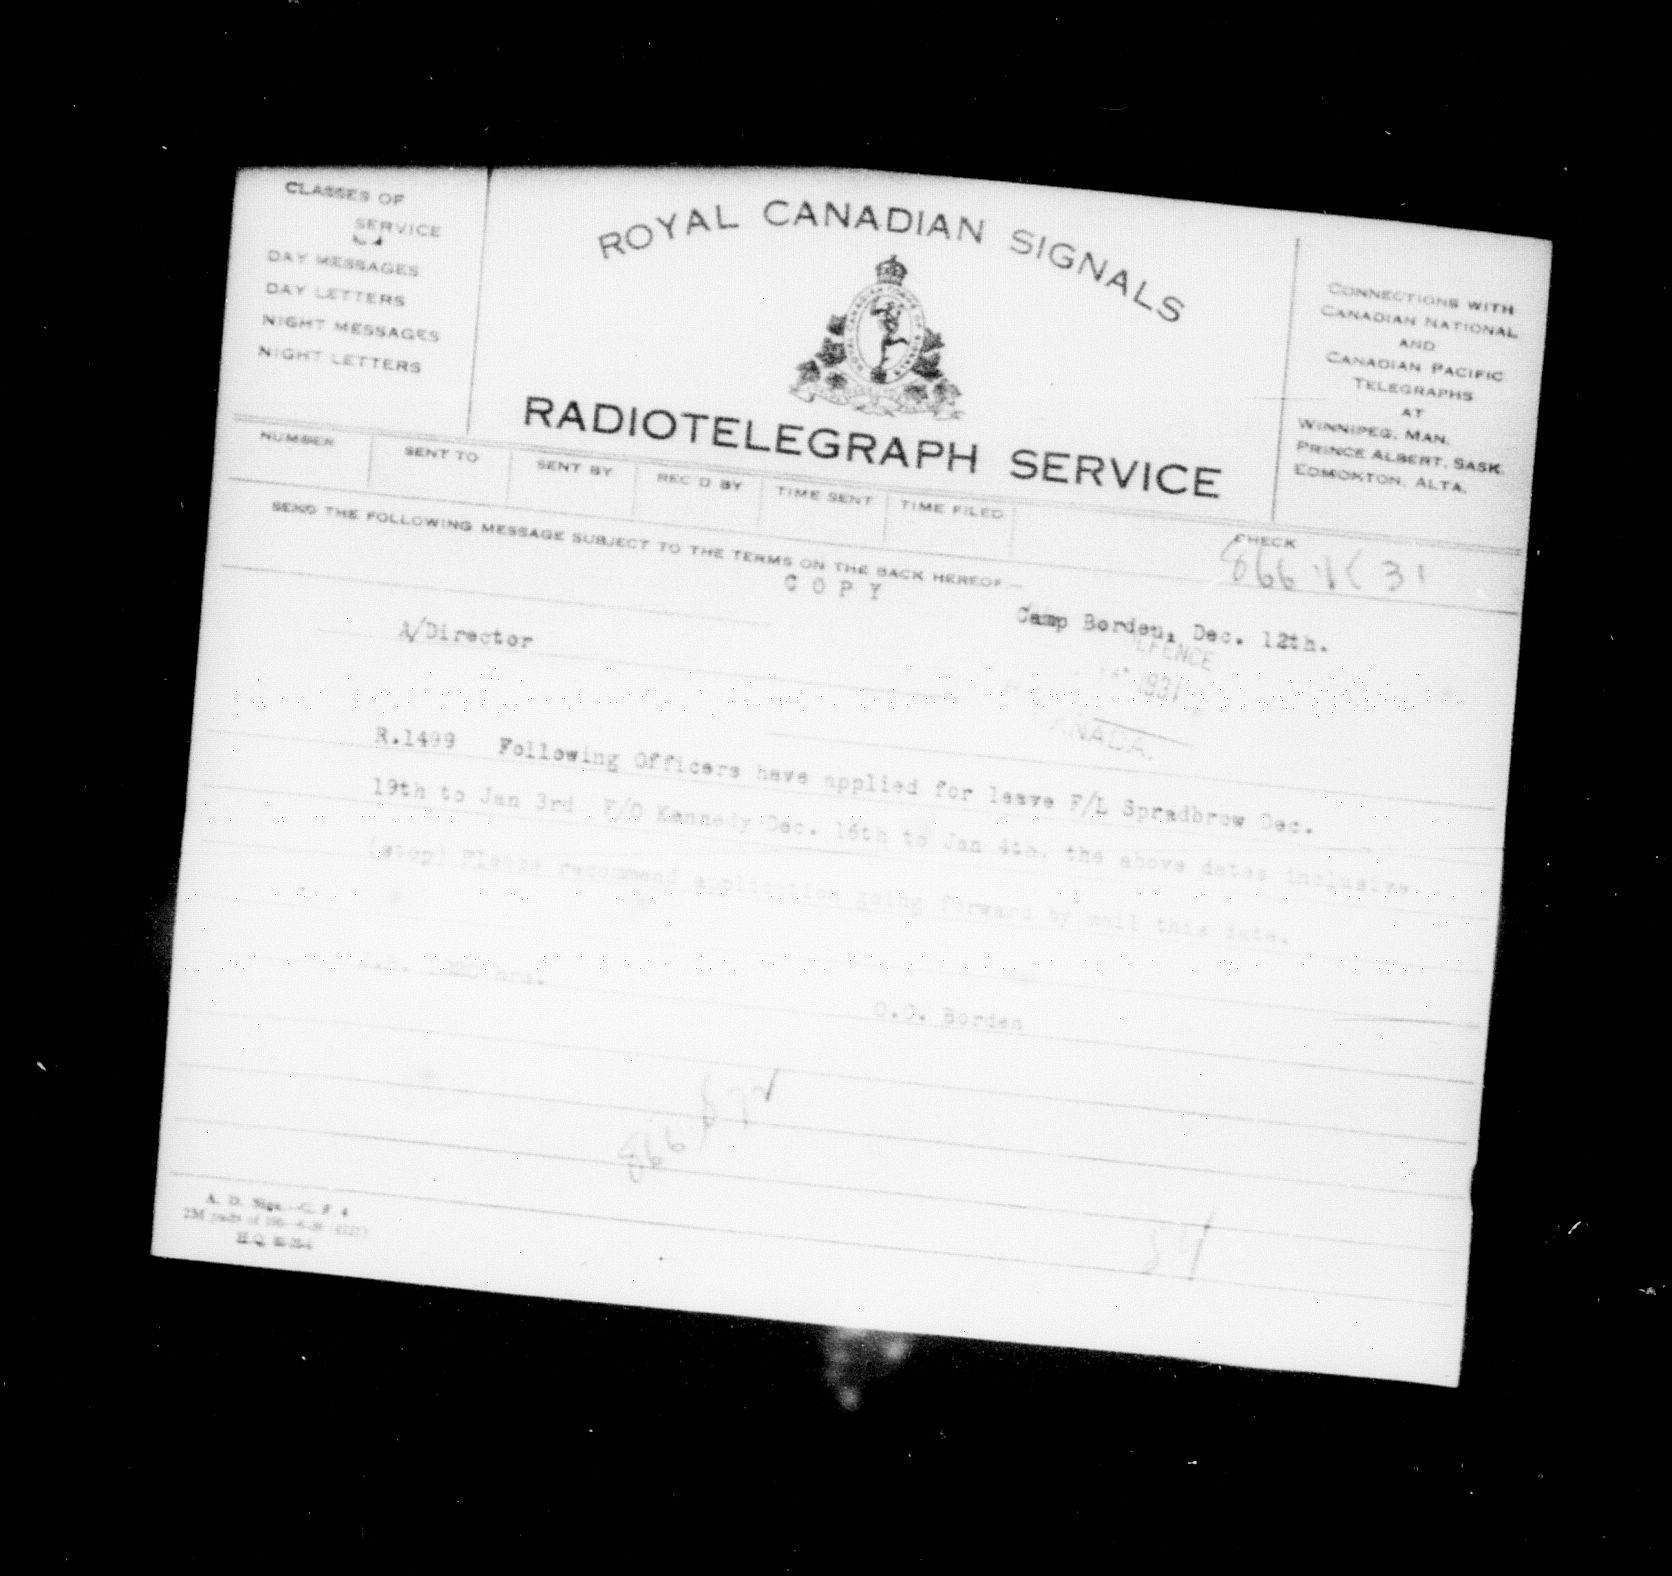 CLASSES OF
SERVICE
DAY MESSAGES
DAY LETTERS
NIGHT MESSAGES
NIGHT LETTERS
ROYAL CANADIAN SIGNALS
RADIOTELEGRAPH SERVICE
CONNECTIONS WITH
CANADIAN NATIONAL
AND
CANADIAN PACIFIC
TELEGRAPHS
AT
WINNIPEG, MAN.
PRINCE ALBERT, SASK.
EDMONTON, ALTA.
NUMBER SENT TO SENT BY REC'D BY TIME SENT TIME FILED CHECK
SEND THE FOLLOWING MESSAGE SUBJECT TO THE TERMS ON THE BACK HEREOF—
COPY
Camp Borden, Dec. 12th.
A/Director
1931
CANADA.
R.1499 Following Officers have applied for leave F/L Spradbrow Dec.
19th to Jan 3rd F/O Kennedy Dec. 16th to Jan 4th. the above dates inclusive
(stop) Please recommend application going forward by mail this date.
hrs.
O.C. Borden
866
A. D. Sigs.
H Q